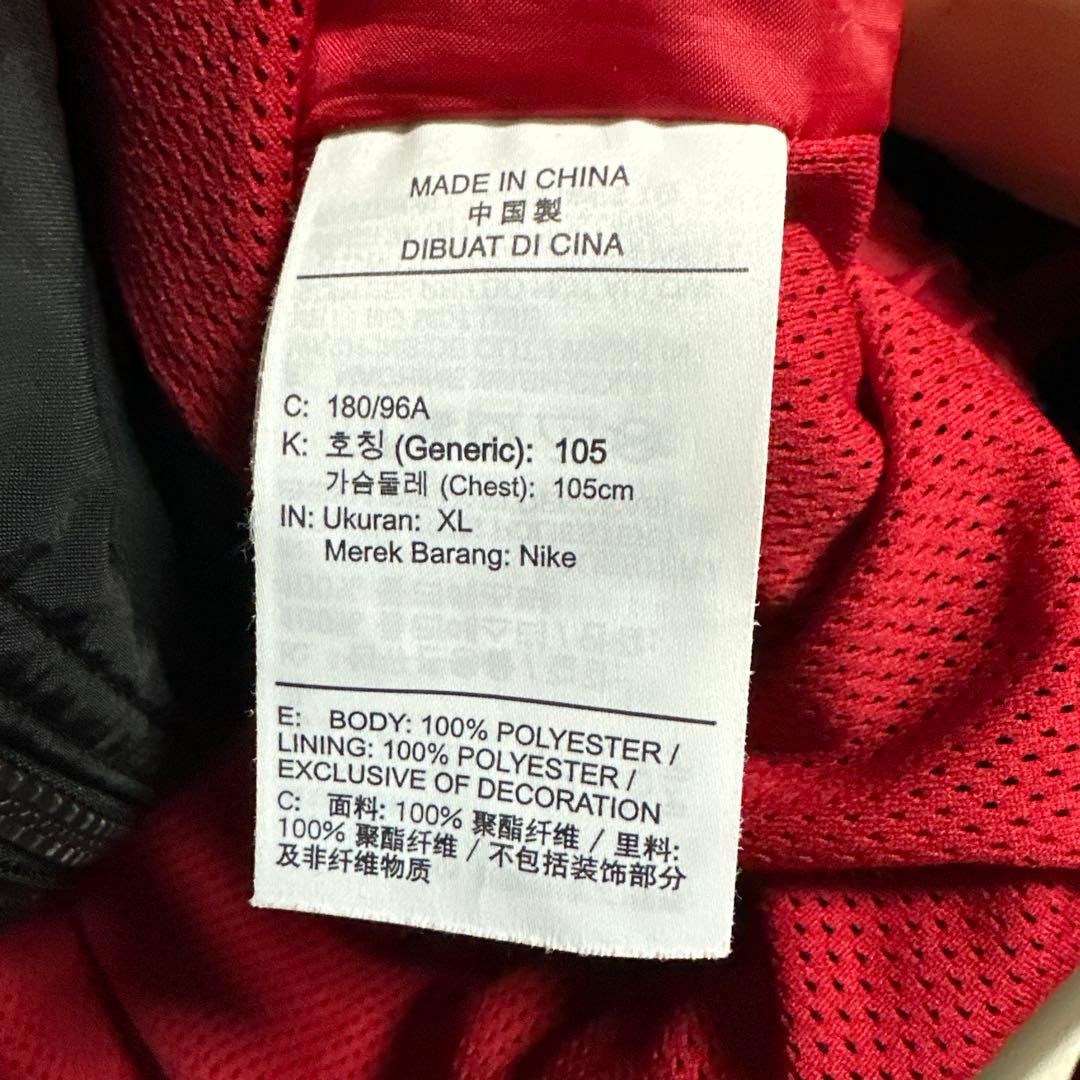 MADE IN CHINA
中国製
DIBUAT DI CINA
C: 180/96A
K: 호칭 (Generic): 105
가슴둘레 (Chest): 105cm
IN: Ukuran: XL
Merek Barang: Nike
E: BODY: 100% POLYESTER /
LINING: 100% POLYESTER /
EXCLUSIVE OF DECORATION
C: 面料: 100% 聚酯纤维 / 里料:
100% 聚酯纤维 / 不包括装饰部分
及非纤维物质